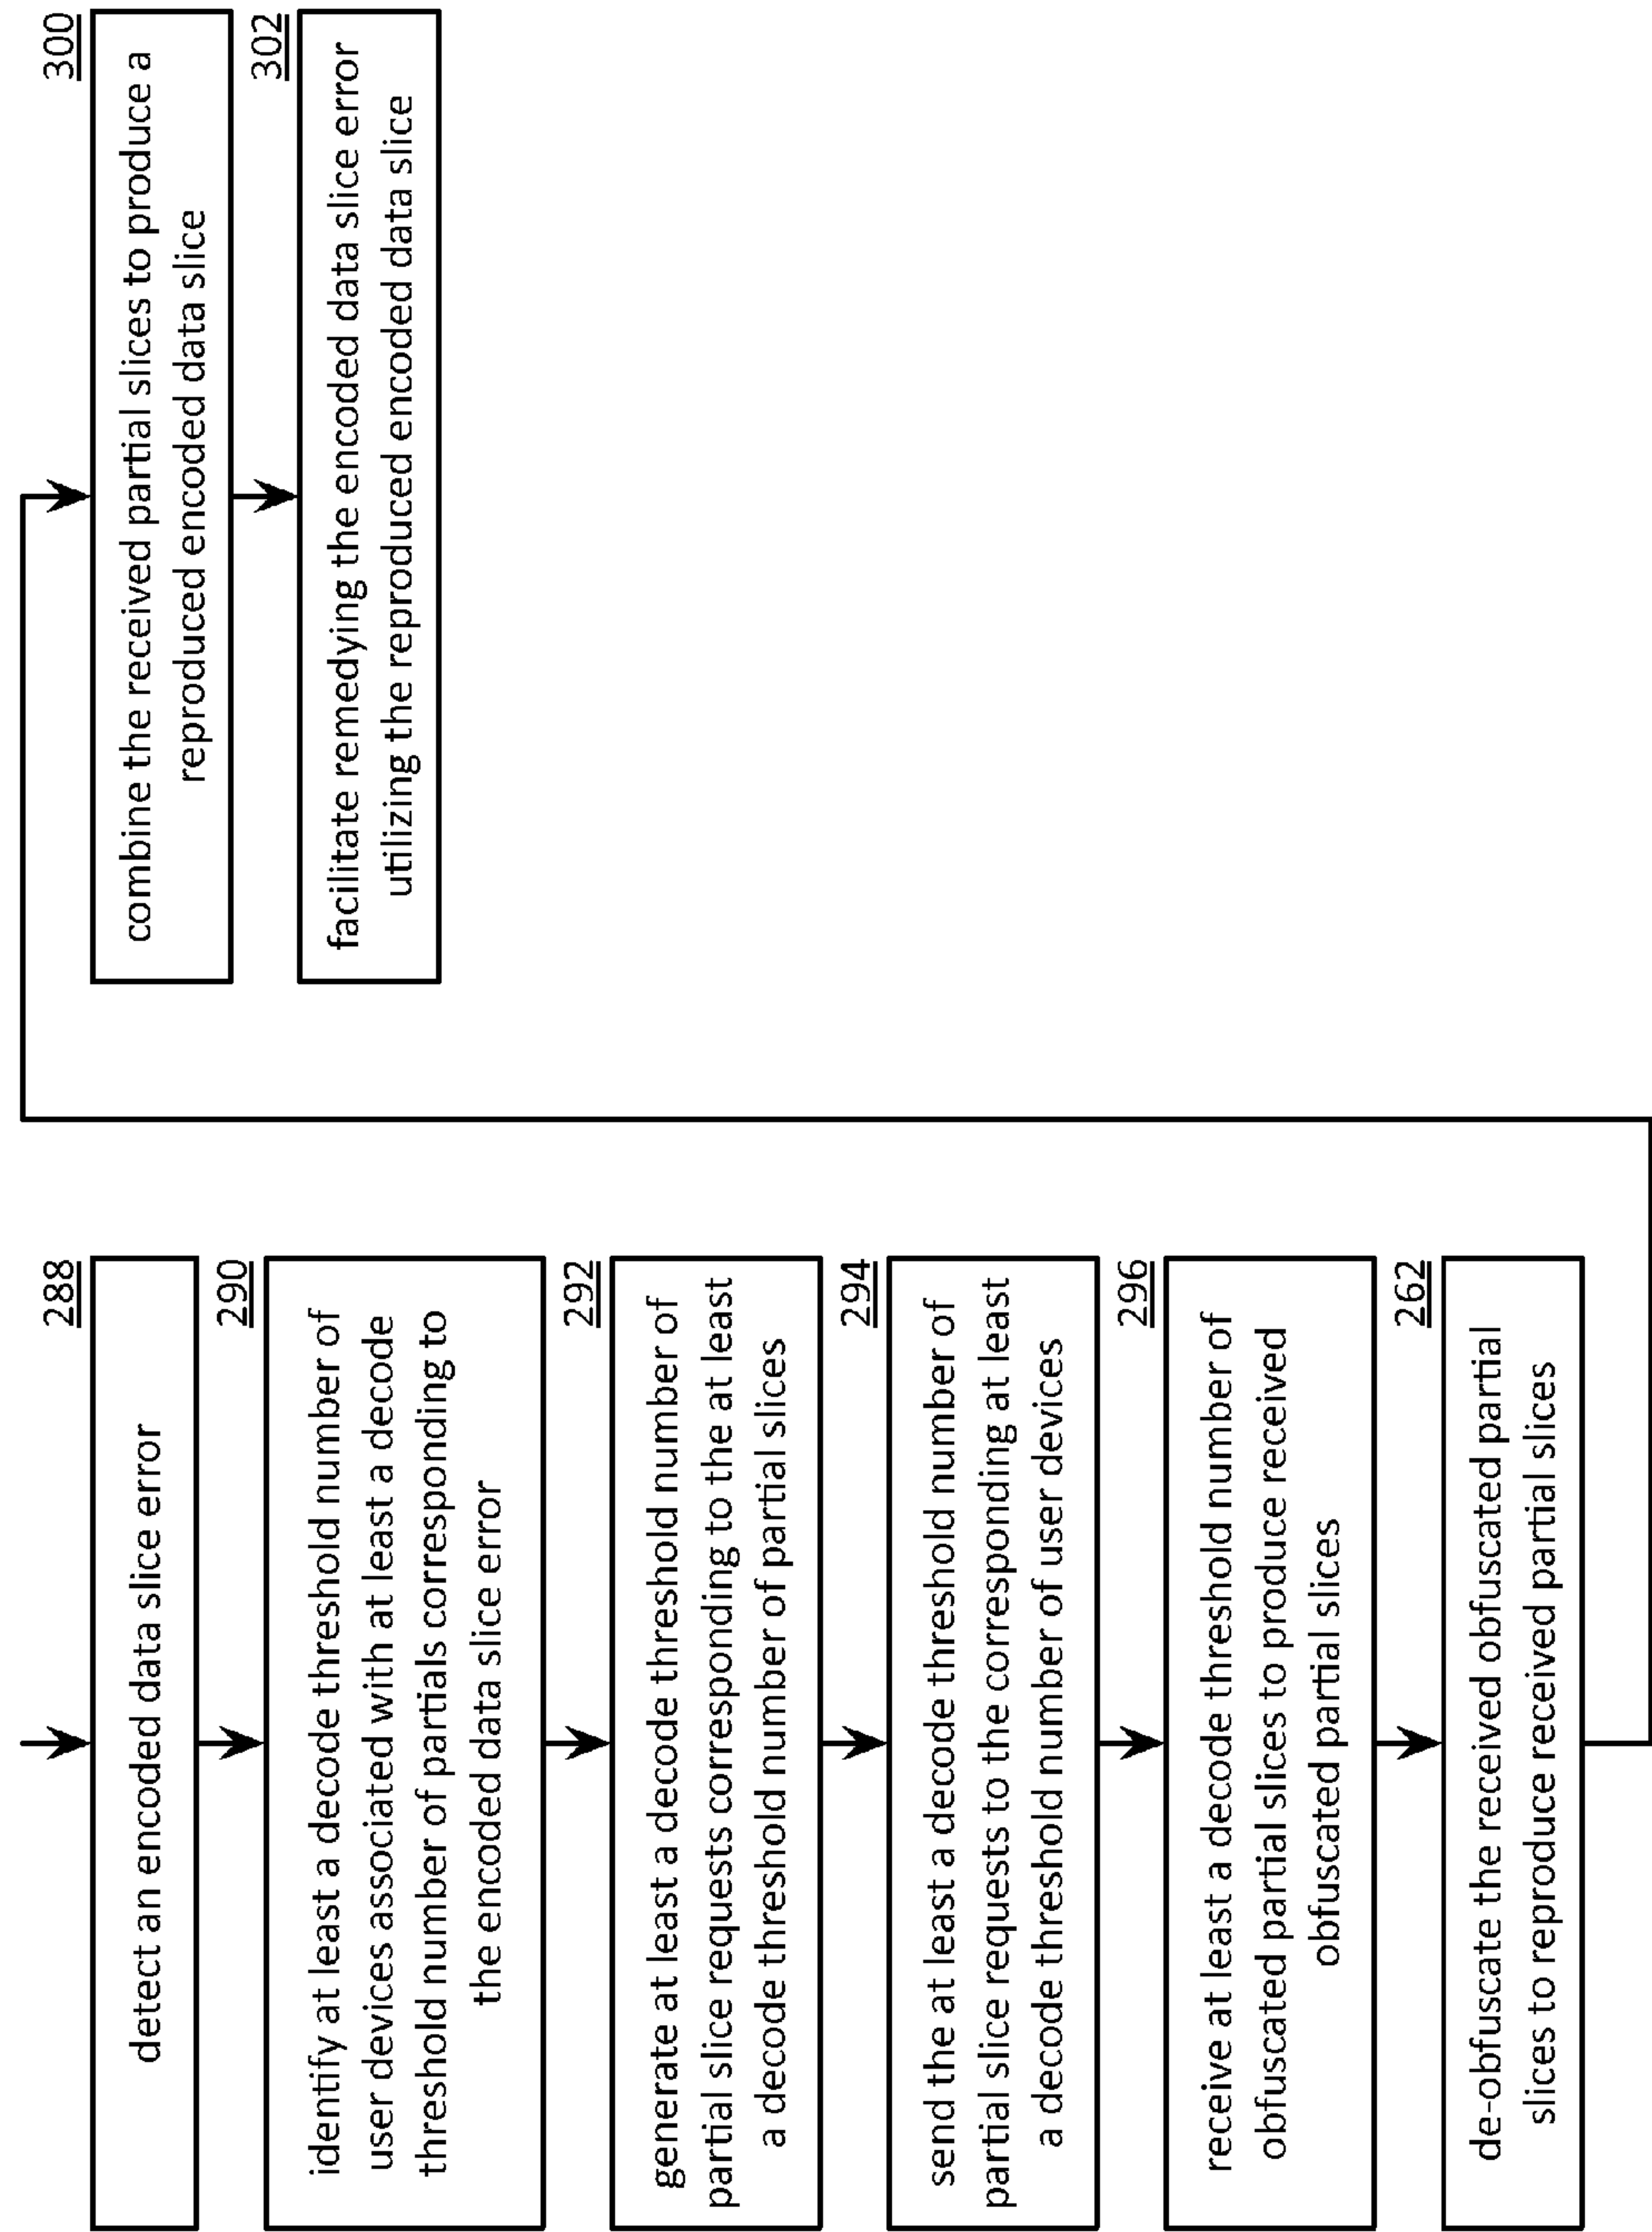 288
detect an encoded data slice error
290
identify at least a decode threshold number of
user devices associated with at least a decode
threshold number of partials corresponding to
the encoded data slice error
292
generate at least a decode threshold number of
partial slice requests corresponding to the at least
a decode threshold number of partial slices
294
send the at least a decode threshold number of
partial slice requests to the corresponding at least
a decode threshold number of user devices
296
receive at least a decode threshold number of
obfuscated partial slices to produce received
obfuscated partial slices
262
de-obfuscate the received obfuscated partial
slices to reproduce received partial slices
300
combine the received partial slices to produce a
reproduced encoded data slice
302
facilitate remedying the encoded data slice error
utilizing the reproduced encoded data slice